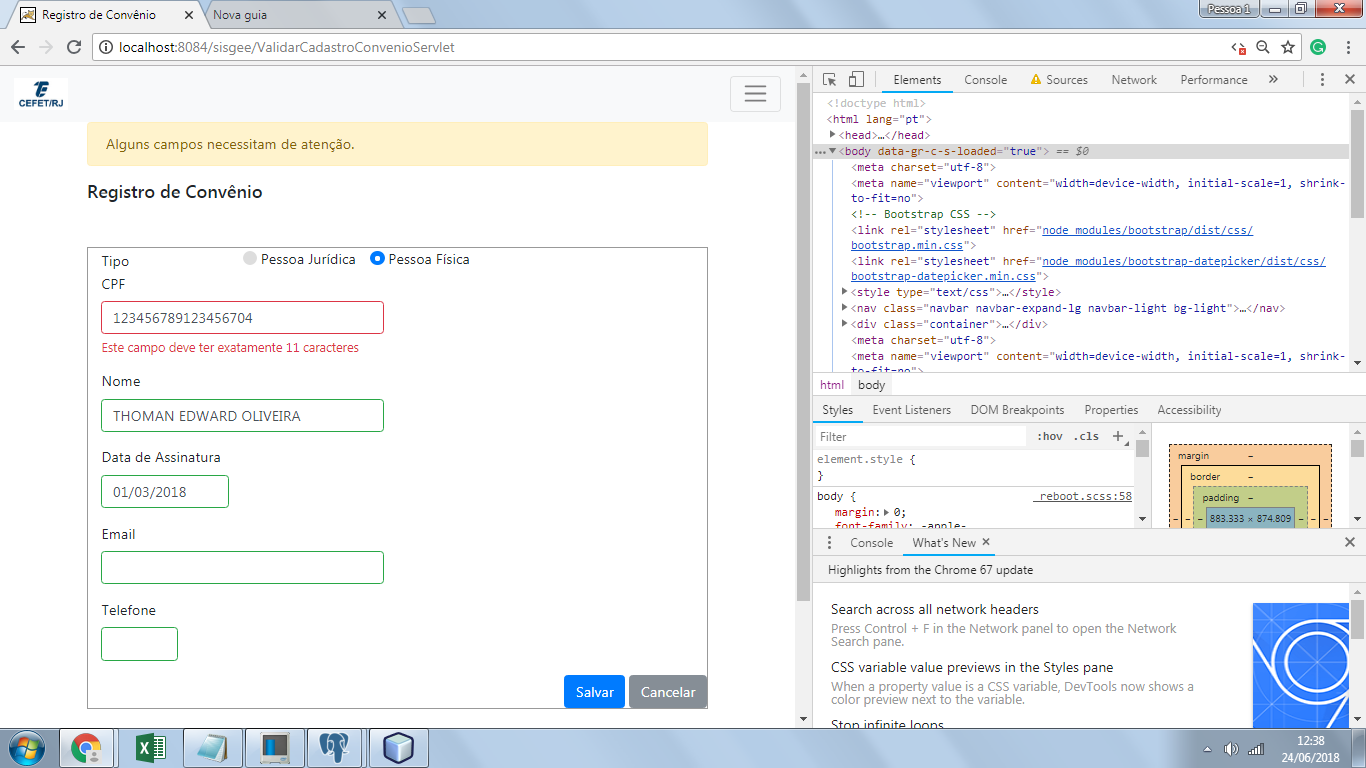 Registro de Convênio
Nova guia
Pessoa 1
localhost:8084/sisgee/ValidarCadastroConvenioServlet
CEFET/RJ
Alguns campos necessitam de atenção.
Registro de Convênio
Tipo
Pessoa Jurídica
Pessoa Física
CPF
123456789123456704
Este campo deve ter exatamente 11 caracteres
Nome
THOMAN EDWARD OLIVEIRA
Data de Assinatura
01/03/2018
Email
Telefone
Salvar
Cancelar
Elements
Console
Sources
Network
Performance
<!doctype html>
<html lang="pt">
<head>…</head>
…<body data-gr-c-s-loaded="true"> == $0
<meta charset="utf-8">
<meta name="viewport" content="width=device-width, initial-scale=1, shrink-
to-fit=no">
<!-- Bootstrap CSS -->
<link rel="stylesheet" href="node_modules/bootstrap/dist/css/
bootstrap.min.css">
<link rel="stylesheet" href="node_modules/bootstrap-datepicker/dist/css/
bootstrap-datepicker.min.css">
<style type="text/css">…</style>
<nav class="navbar navbar-expand-lg navbar-light bg-light">…</nav>
<div class="container">…</div>
<meta charset="utf-8">
<meta name="viewport" content="width=device-width, initial-scale=1, shrink-
to-fit=no">
html body
Styles
Event Listeners
DOM Breakpoints
Properties
Accessibility
Filter
:hov .cls +
element.style {
}
body {
_reboot.scss:58
margin: 0;
font-family: -apple-
margin –
border –
padding –
883.333 × 874.809
Console
What's New
Highlights from the Chrome 67 update
Search across all network headers
Press Control + F in the Network panel to open the Network
Search pane.
CSS variable value previews in the Styles pane
When a property value is a CSS variable, DevTools now shows a
color preview next to the variable.
Stop infinite loops
12:38
24/06/2018